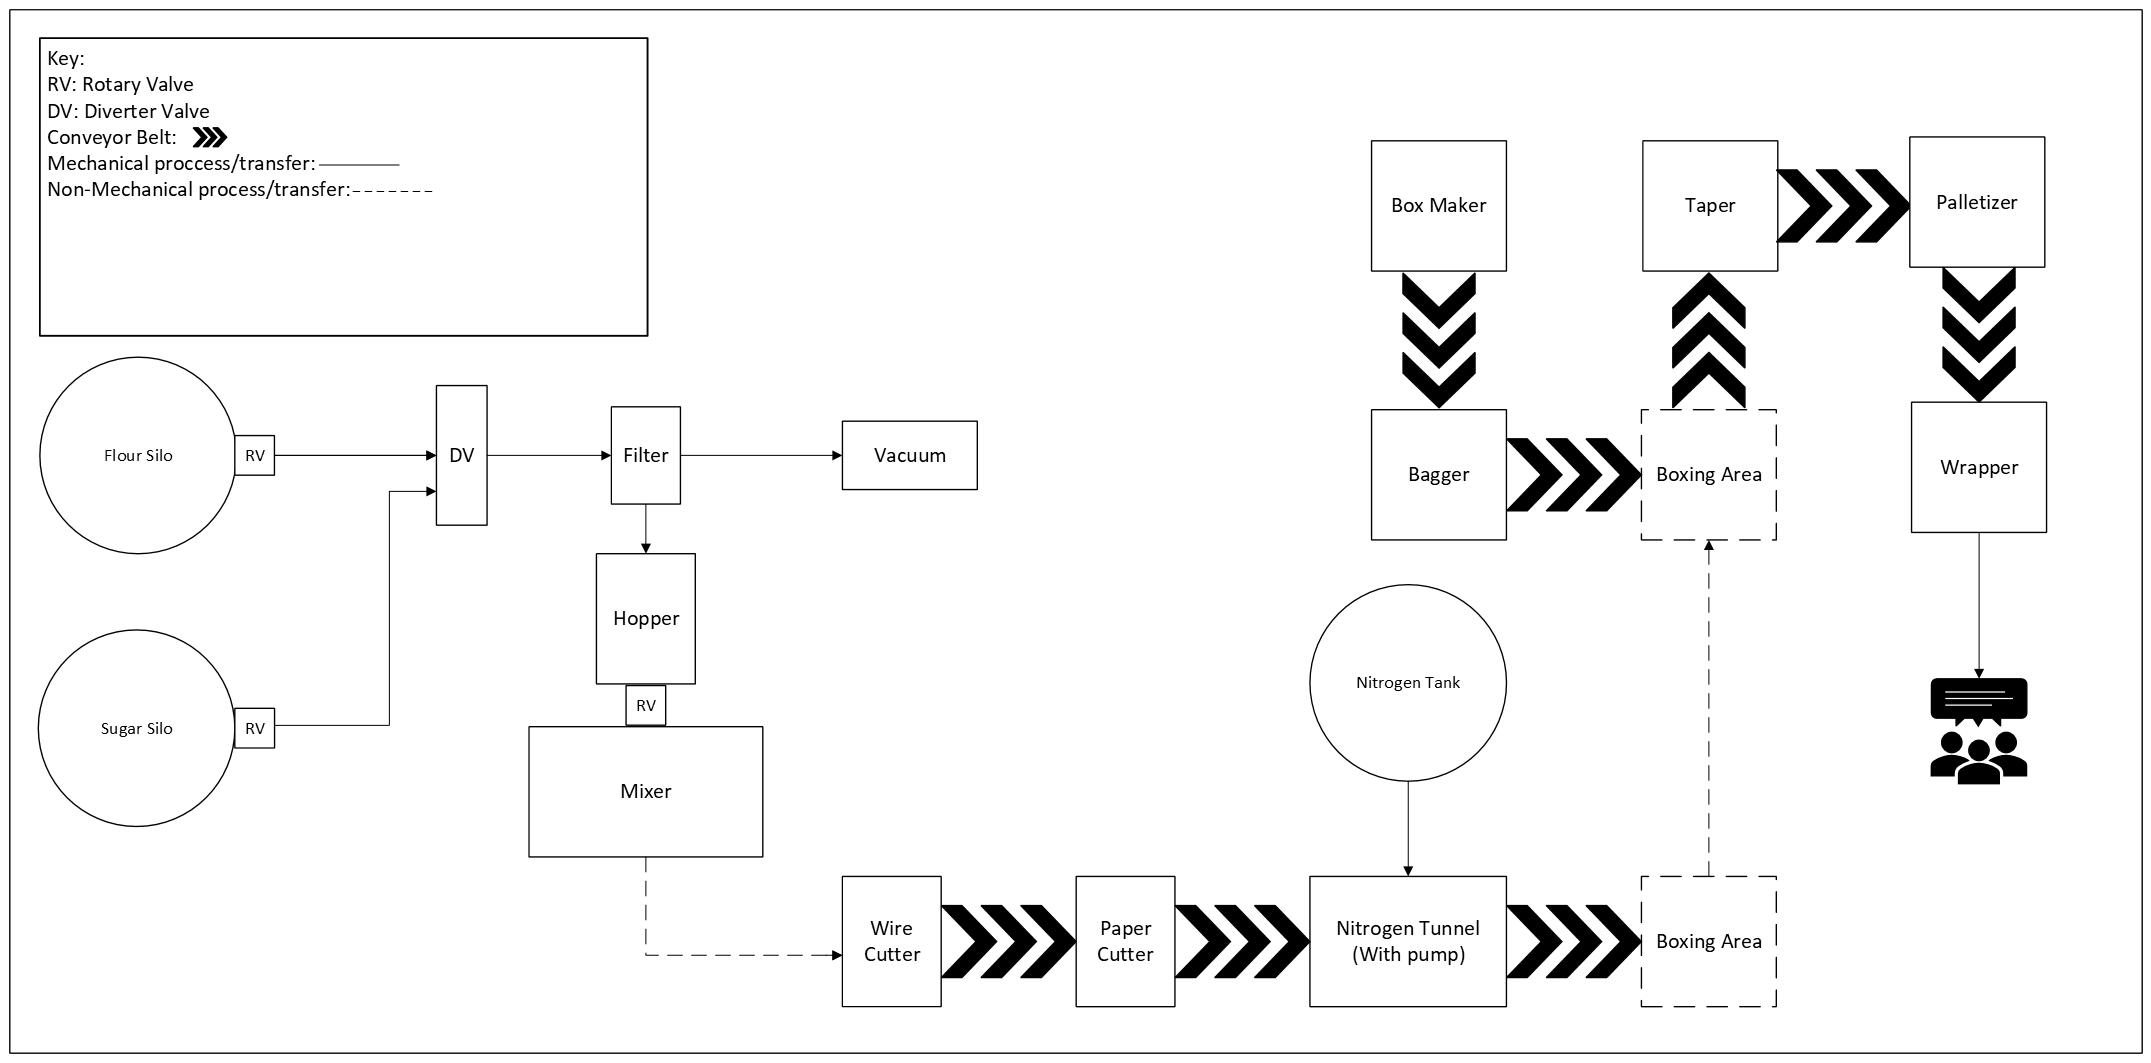 Key:
RV: Rotary Valve
DV: Diverter Valve
Conveyor Belt:
Mechanical proccess/transfer:
Non-Mechanical process/transfer:
Box Maker
Taper
Palletizer
Flour Silo
RV
DV
Filter
Vacuum
Bagger
Boxing Area
Wrapper
Hopper
RV
Sugar Silo
RV
Mixer
Nitrogen Tank
Wire
Cutter
Paper
Cutter
Nitrogen Tunnel
(With pump)
Boxing Area